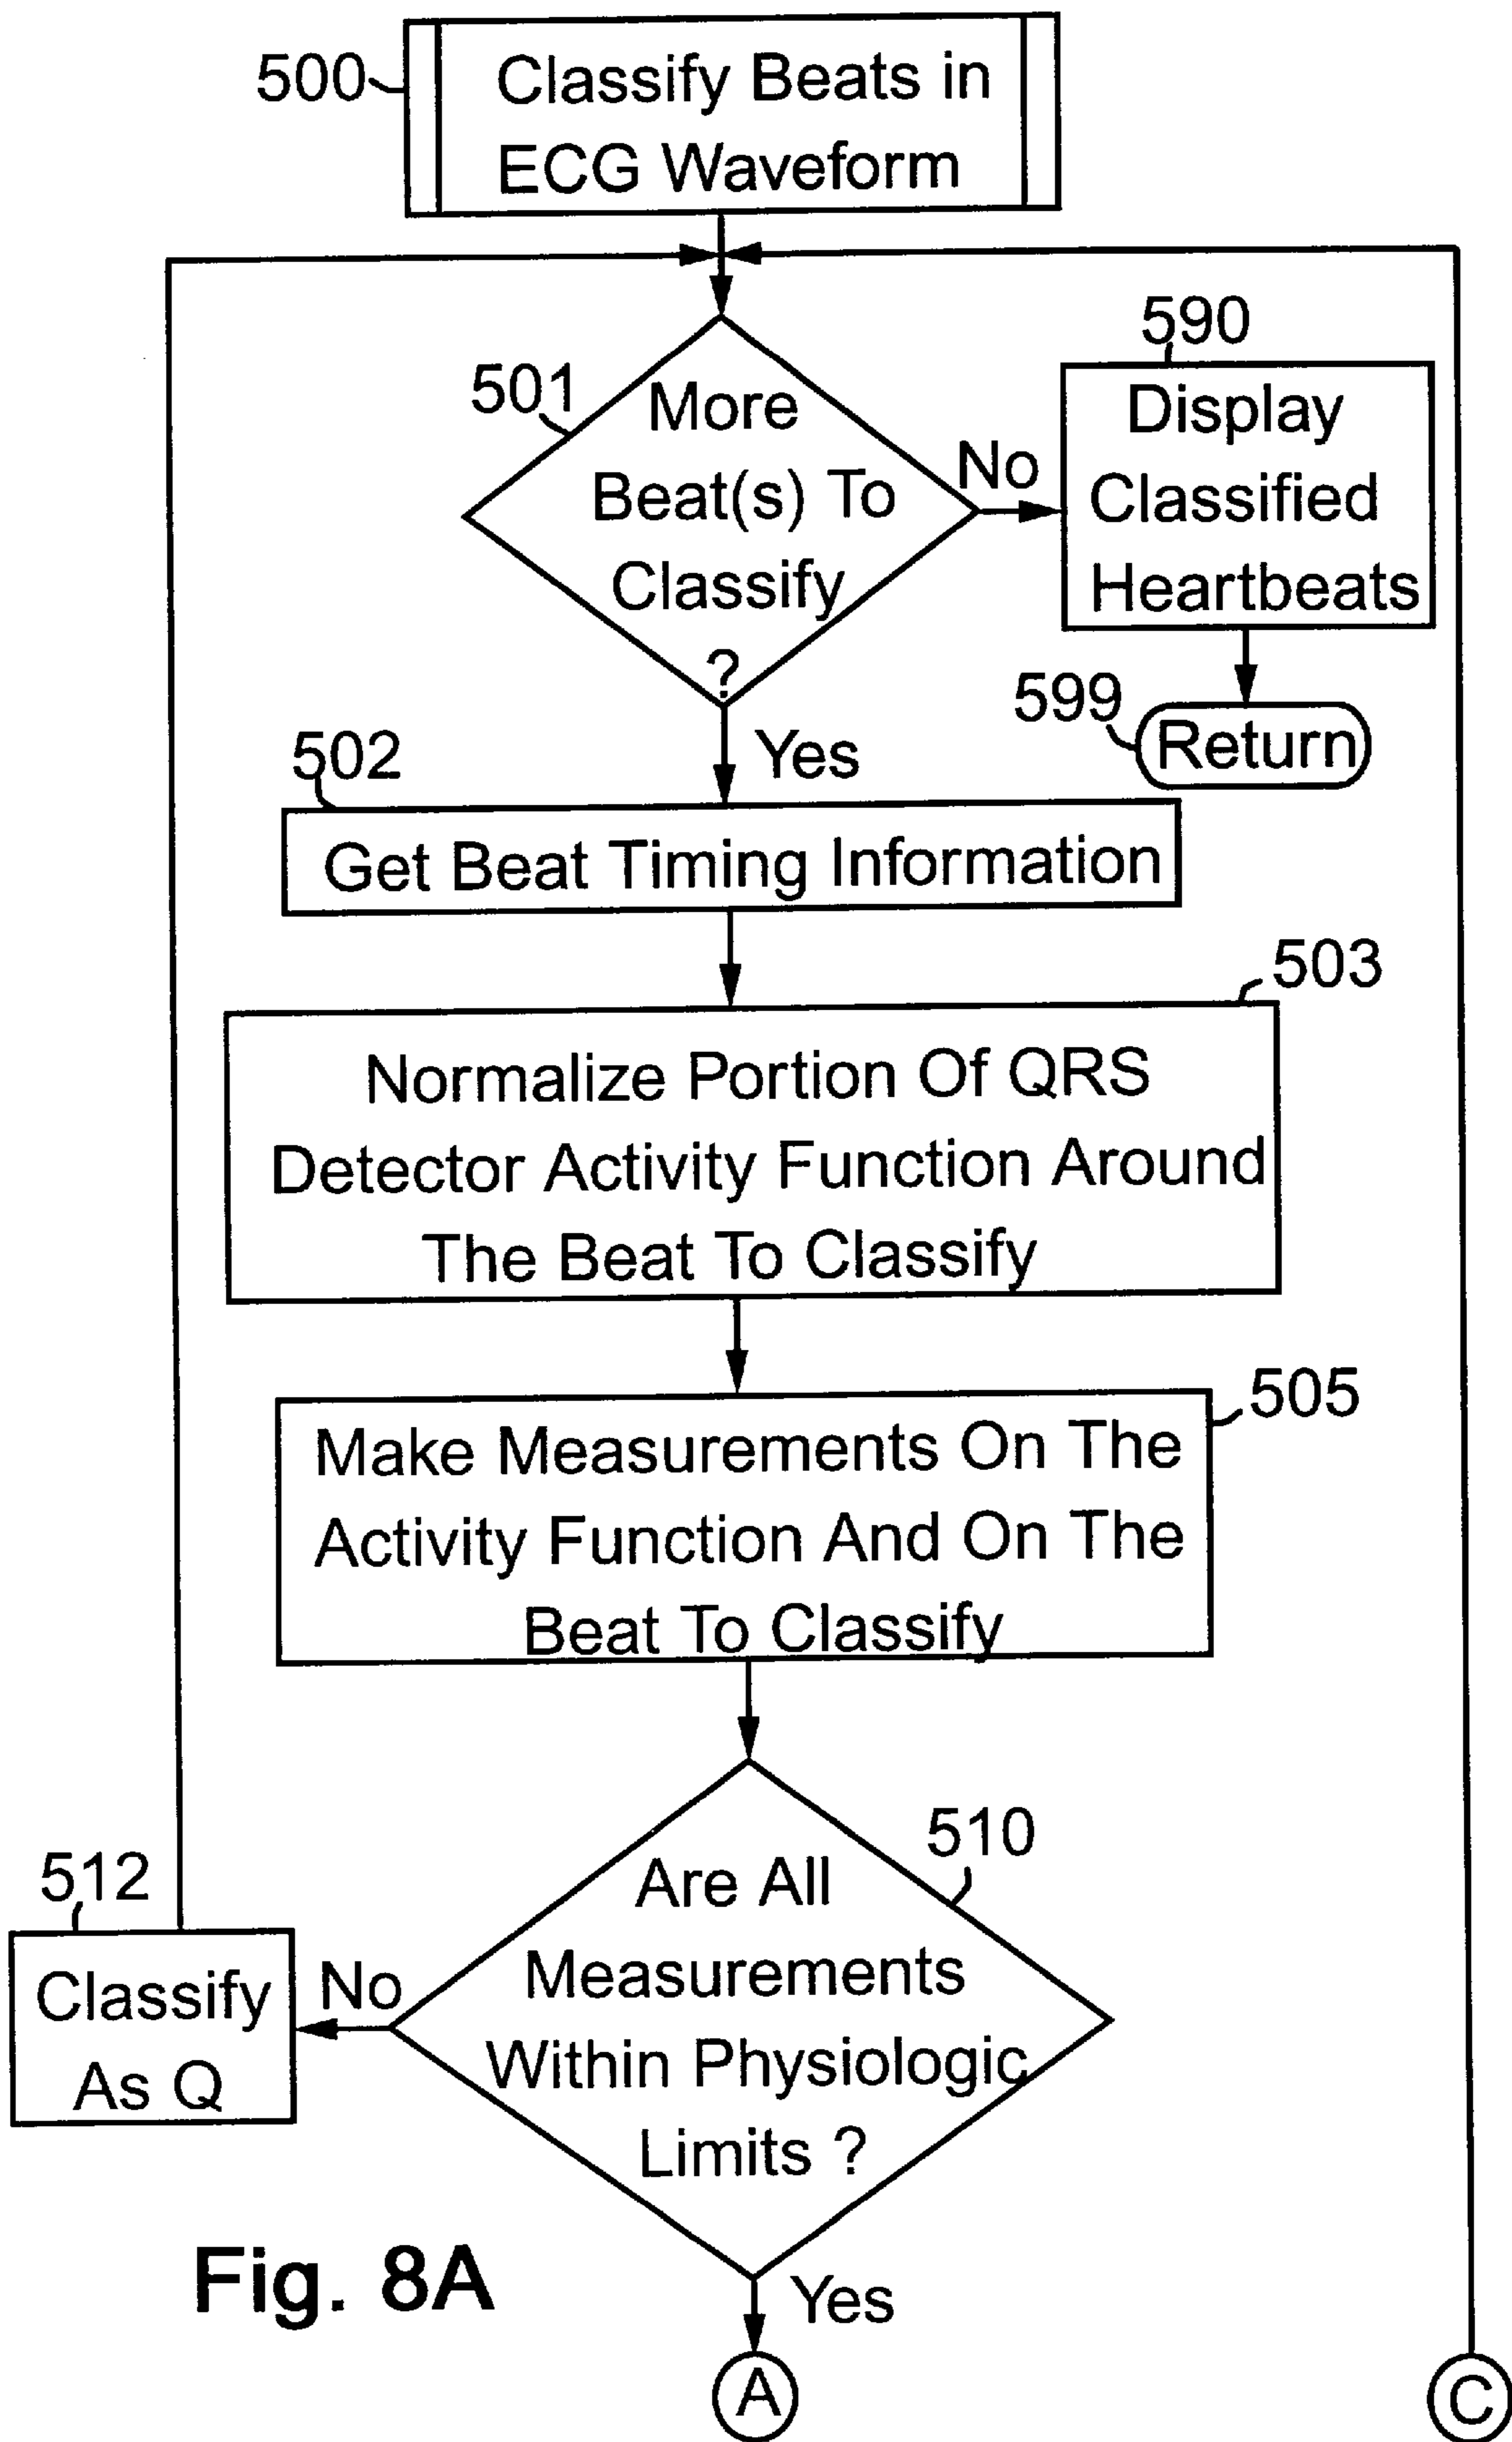 500
Classify Beats in
ECG Waveform
590
501
More
Beat(s) To
Classify
?
No
Display
Classified
Heartbeats
599
Return
Yes
502
Get Beat Timing Information
503
Normalize Portion Of QRS
Detector Activity Function Around
The Beat To Classify
505
Make Measurements On The
Activity Function And On The
Beat To Classify
510
Are All
Measurements
Within Physiologic
Limits ?
512
No
Classify
As Q
Yes
Fig. 8A
A
C